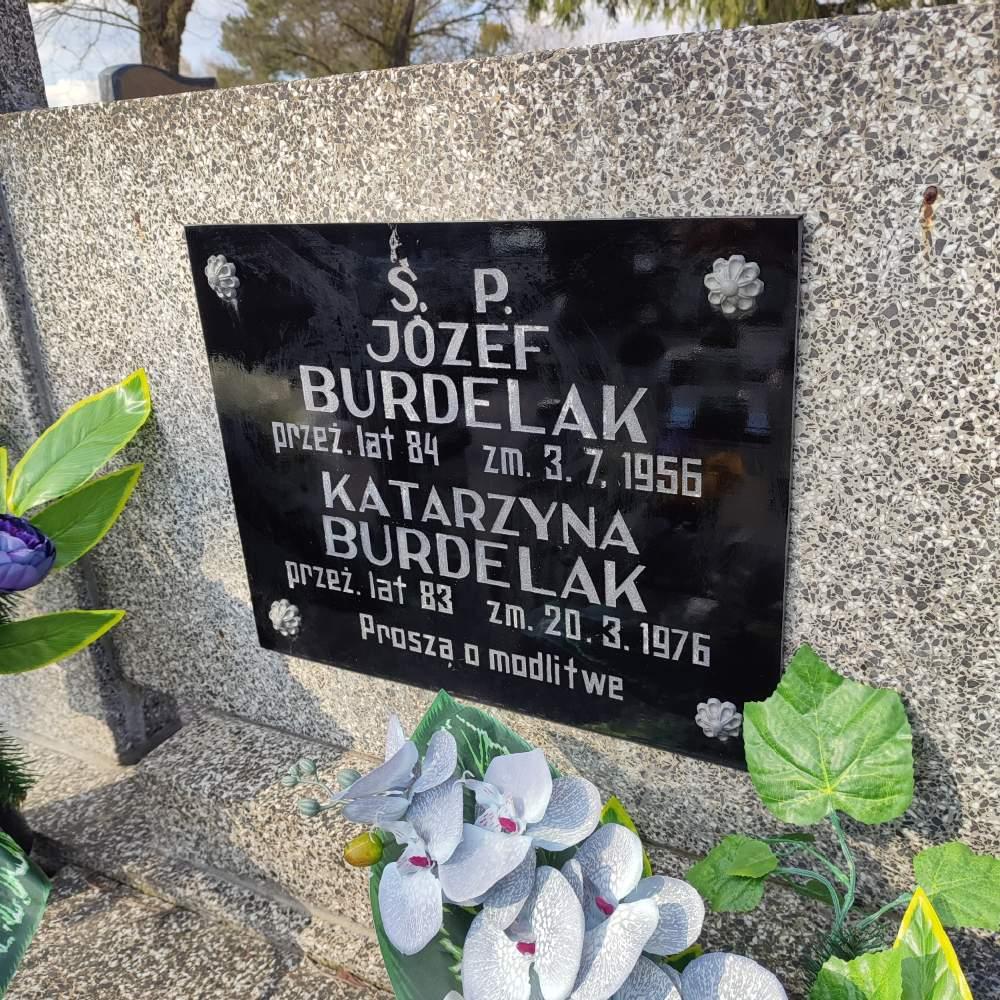 Ś. P.
JÓZEF
BURDELAK
przeż. lat 84 zm. 3. 7. 1956
KATARZYNA
BURDELAK
przeż. lat 83 zm. 20. 3. 1976
Proszą o modlitwe